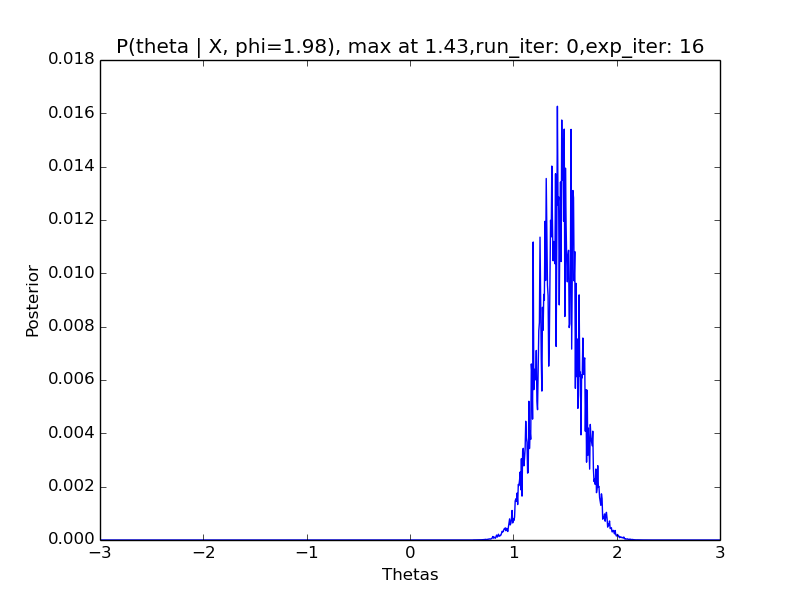 P(theta | X, phi=1.98), max at 1.43,run_iter: 0,exp_iter: 16
0.018
0.016
0.014
0.012
0.010
0.008
0.006
0.004
0.002
0.000
Posterior
−3 −2 −1 0 1 2 3
Thetas